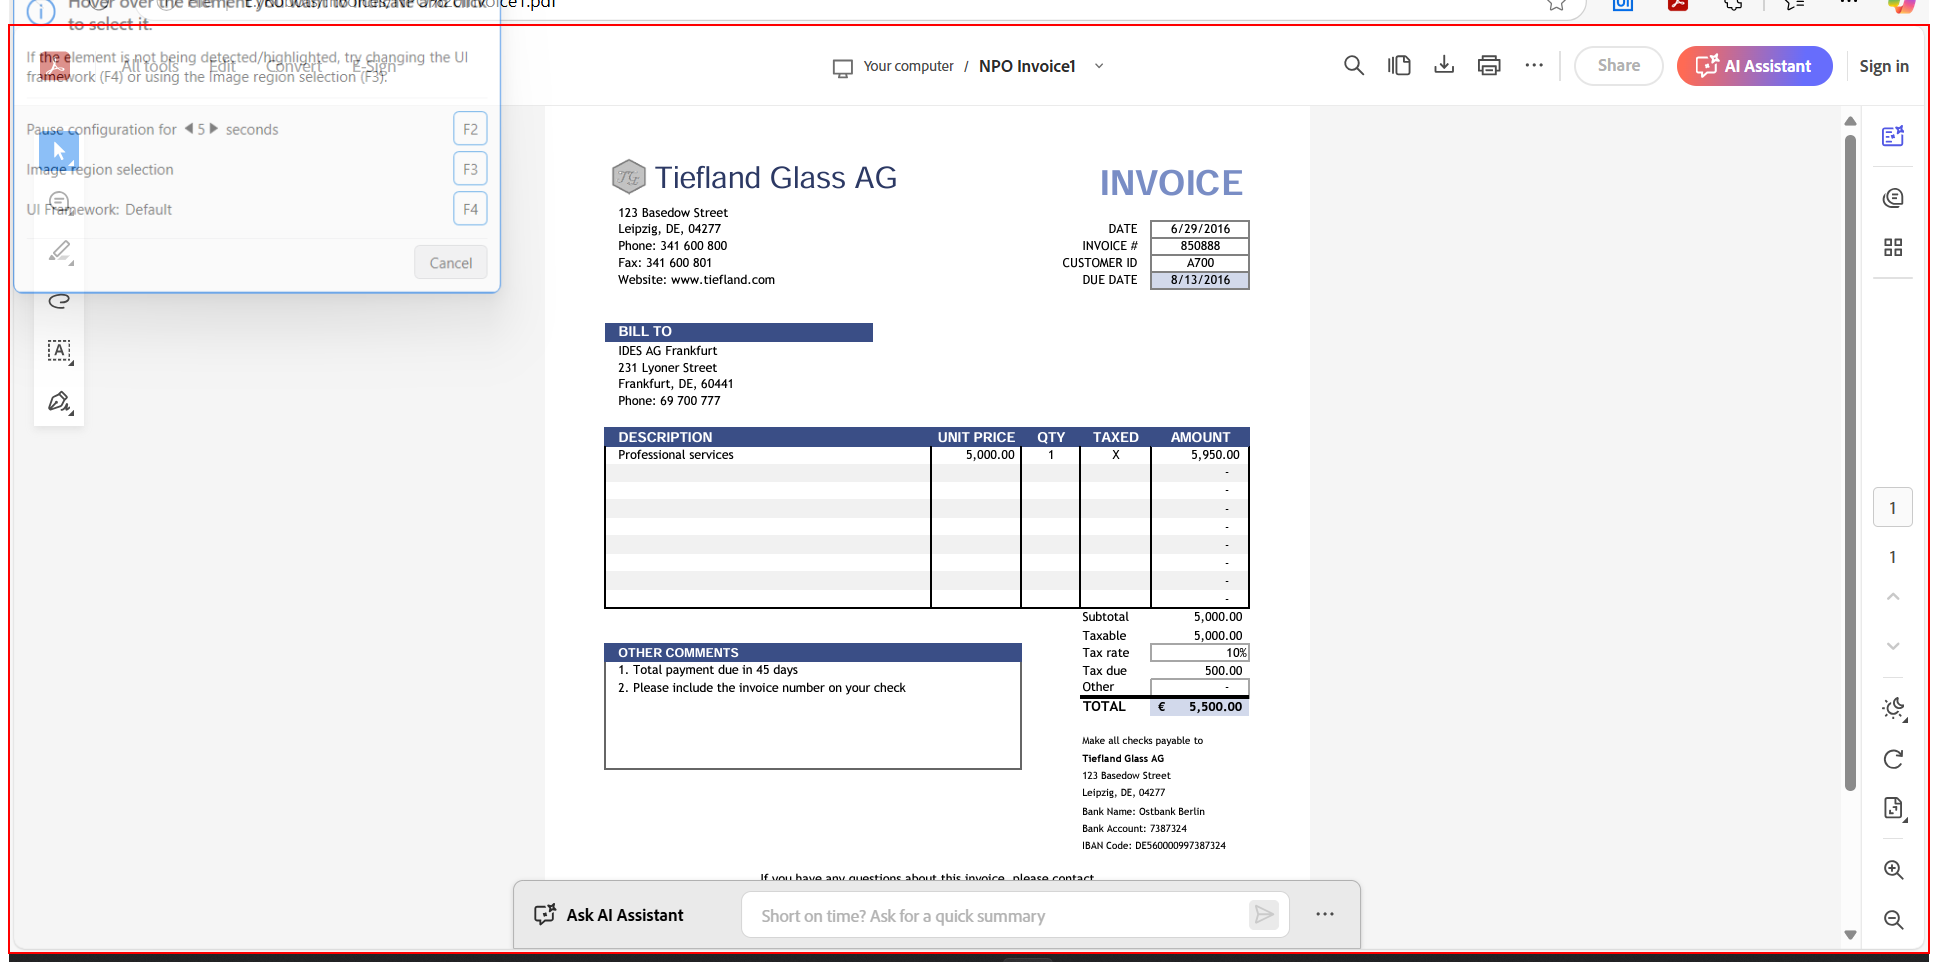 Hover over the element you want to indicate and click
oice1.pdf
to select it.
If the element is not being detected/highlighted, try changing the UI
framework (F4) or using the Image region selection (F3).
All tools Edit Convert E-Sign
Your computer / NPO Invoice1
Share
AI Assistant
Sign in
Pause configuration for 5 seconds F2
Image region selection F3
UI Framework: Default F4
Cancel
Tiefland Glass AG
INVOICE
123 Basedow Street
Leipzig, DE, 04277
Phone: 341 600 800
Fax: 341 600 801
Website: www.tiefland.com
DATE 6/29/2016
INVOICE # 850888
CUSTOMER ID A700
DUE DATE 8/13/2016
BILL TO
IDES AG Frankfurt
231 Lyoner Street
Frankfurt, DE, 60441
Phone: 69 700 777
DESCRIPTION UNIT PRICE QTY TAXED AMOUNT
Professional services 5,000.00 1 X 5,950.00
-
-
-
-
-
-
-
-
Subtotal 5,000.00
Taxable 5,000.00
Tax rate 10%
Tax due 500.00
Other -
TOTAL € 5,500.00
OTHER COMMENTS
1. Total payment due in 45 days
2. Please include the invoice number on your check
Make all checks payable to
Tiefland Glass AG
123 Basedow Street
Leipzig, DE, 04277
Bank Name: Ostbank Berlin
Bank Account: 7387324
IBAN Code: DE560000997387324
If you have any questions about this invoice, please contact
Ask AI Assistant
Short on time? Ask for a quick summary
1
1